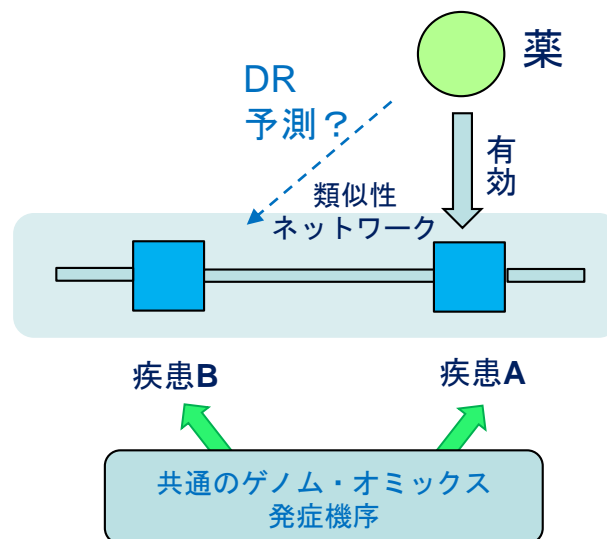 薬
DR
予測？
有効
類似性
ネットワーク
疾患B
疾患A
共通のゲノム・オミックス
発症機序